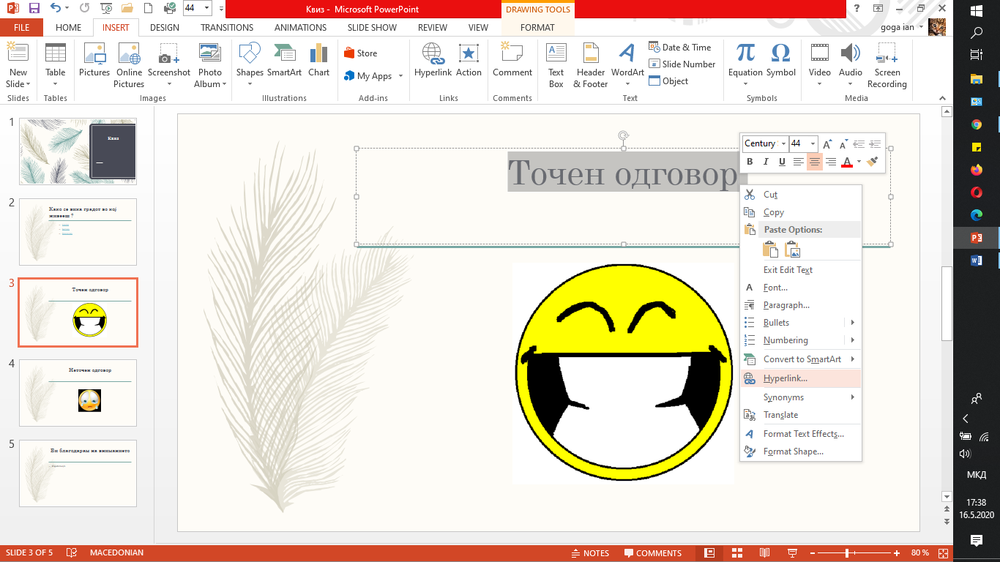 44
Квиз - Microsoft PowerPoint
DRAWING TOOLS
?
FILE
HOME
INSERT
DESIGN
TRANSITIONS
ANIMATIONS
SLIDE SHOW
REVIEW
VIEW
FORMAT
goga ian
New Slide
Table
Pictures
Online Pictures
Screenshot
Photo Album
Shapes
SmartArt
Chart
Store
My Apps
Hyperlink
Action
Comment
Text Box
Header & Footer
WordArt
Date & Time
Slide Number
Object
Equation
Symbol
Video
Audio
Screen Recording
Slides
Tables
Images
Illustrations
Add-ins
Links
Comments
Text
Symbols
Media
1
Квиз
2
Како се вика градот во кој
живееш ?
3
Точен одговор
4
Неточен одговор
5
Ви благодарам на вниманието
Точен одговор
Century
44
B I U
A
Cut
Copy
Paste Options:
Exit Edit Text
Font...
Paragraph...
Bullets
Numbering
Convert to SmartArt
Hyperlink...
Synonyms
Translate
Format Text Effects...
Format Shape...
МКД
17:38
16.5.2020
SLIDE 3 OF 5
MACEDONIAN
NOTES
COMMENTS
80 %